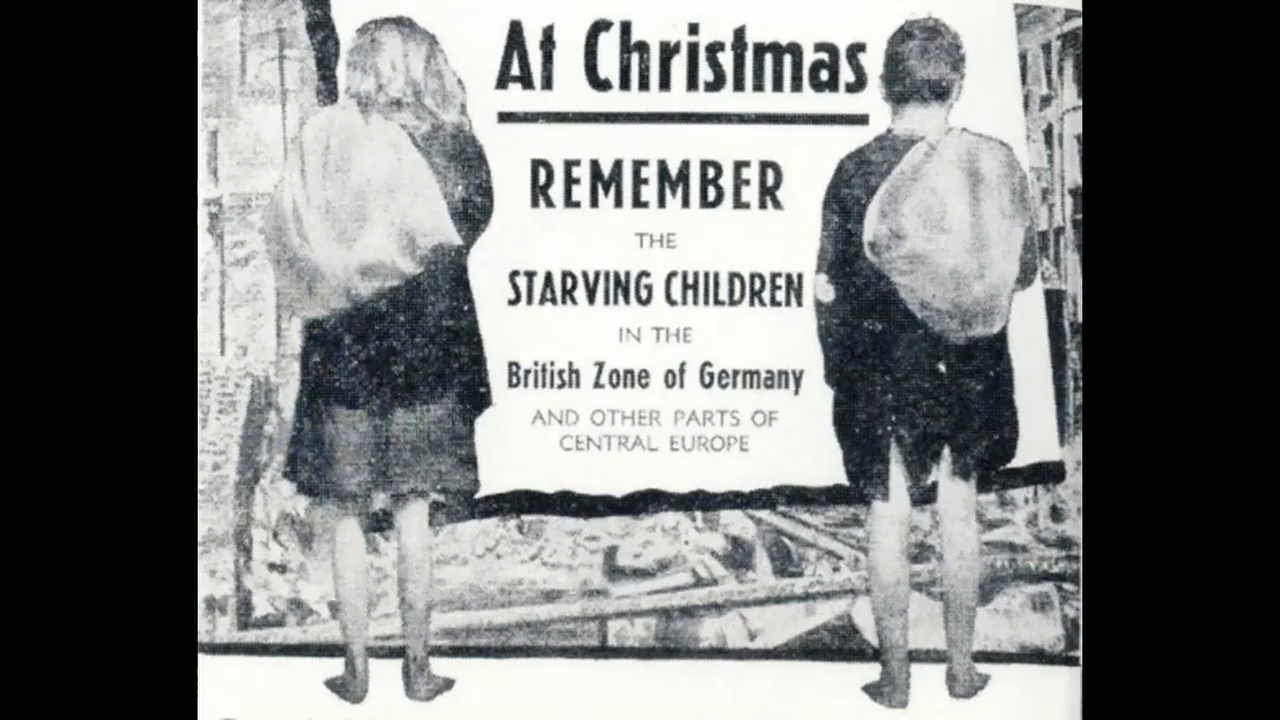 At Christmas
REMEMBER
THE
STARVING CHILDREN
IN THE
British Zone of Germany
AND OTHER PARTS OF
CENTRAL EUROPE